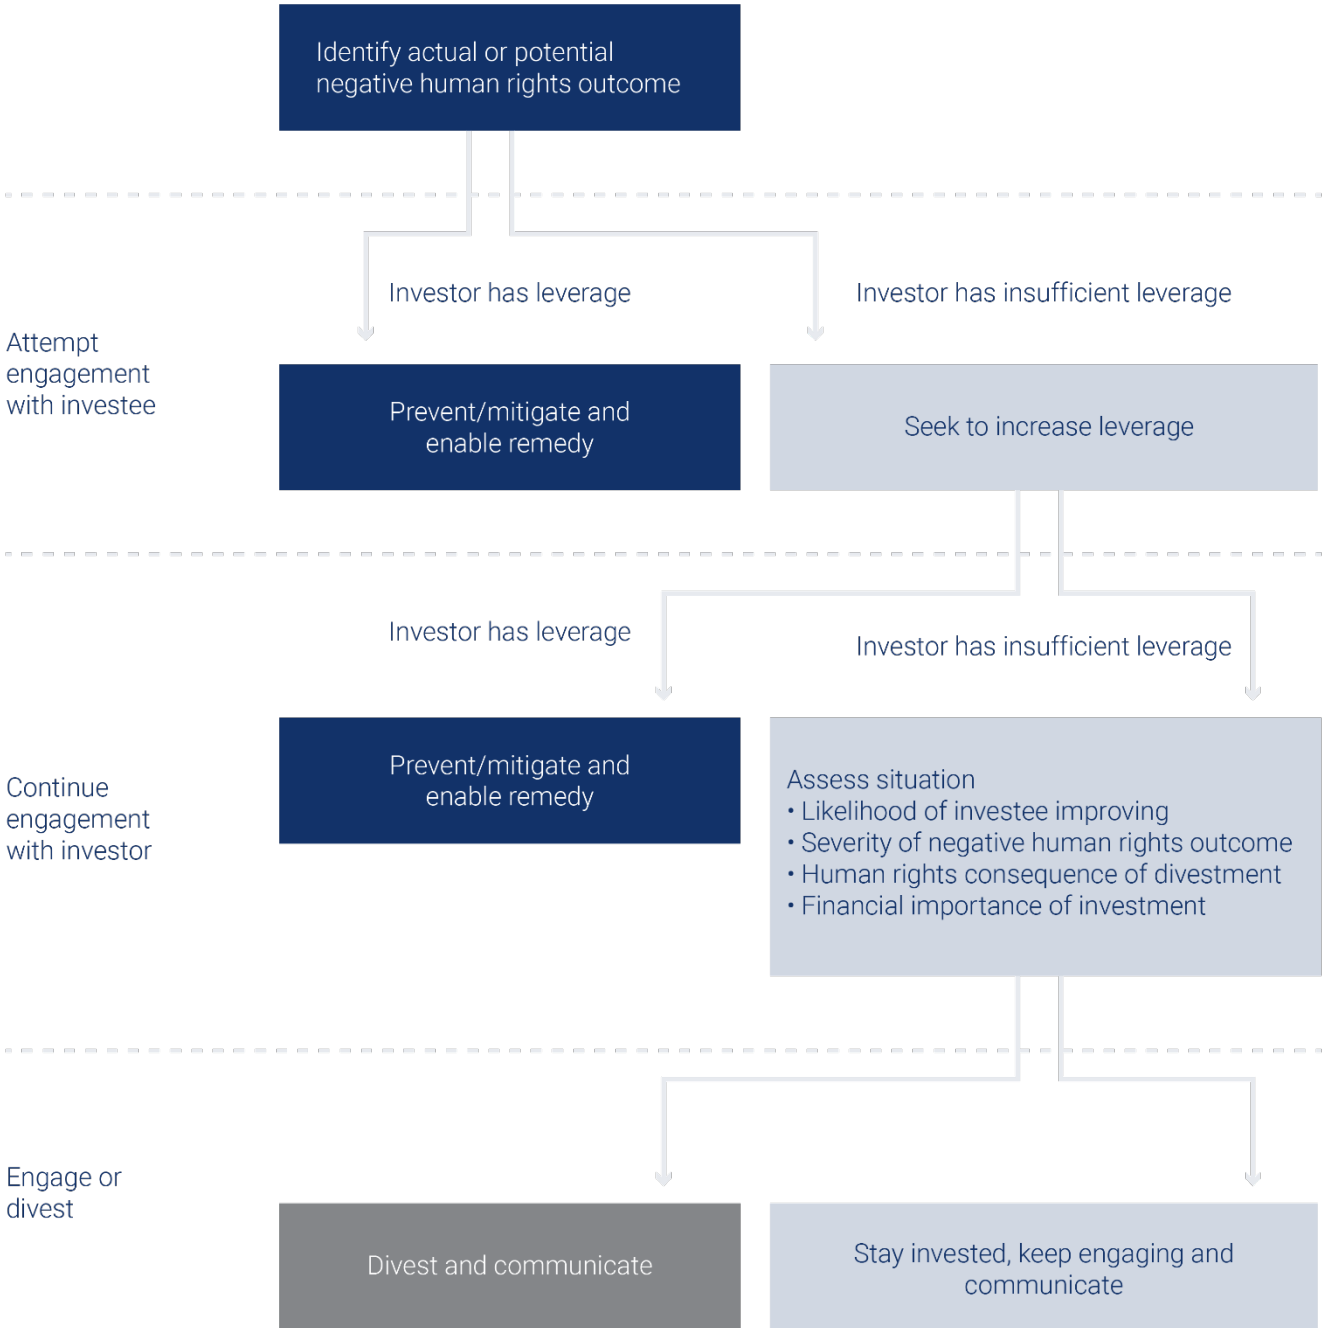 Identify actual or potential
negative human rights outcome
Investor has leverage
Investor has insufficient leverage
Attempt
engagement
with investee
Prevent/mitigate and
enable remedy
Seek to increase leverage
Investor has leverage
Investor has insufficient leverage
Continue
engagement
with investor
Prevent/mitigate and
enable remedy
Assess situation
• Likelihood of investee improving
• Severity of negative human rights outcome
• Human rights consequence of divestment
• Financial importance of investment
Engage or
divest
Divest and communicate
Stay invested, keep engaging and
communicate